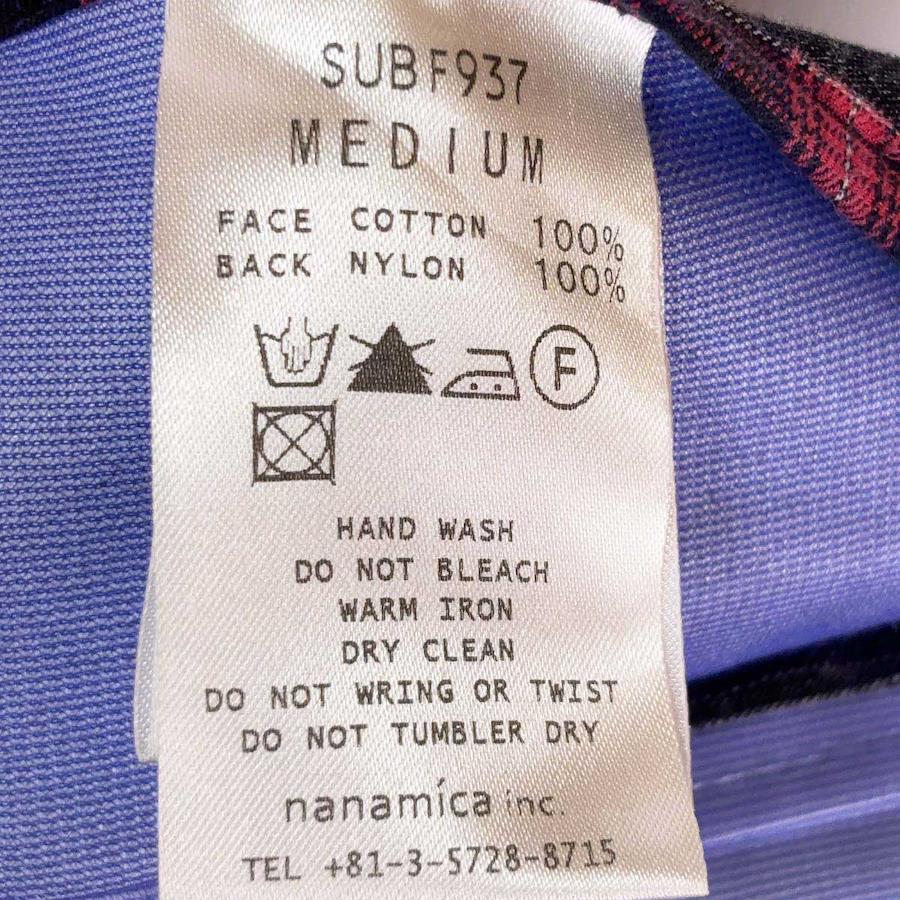 SUBF937
MEDIUM
FACE COTTON 100%
BACK NYLON 100%
F
HAND WASH
DO NOT BLEACH
WARM IRON
DRY CLEAN
DO NOT WRING OR TWIST
DO NOT TUMBLER DRY
nanamíca inc.
TEL +81-3-5728-8715